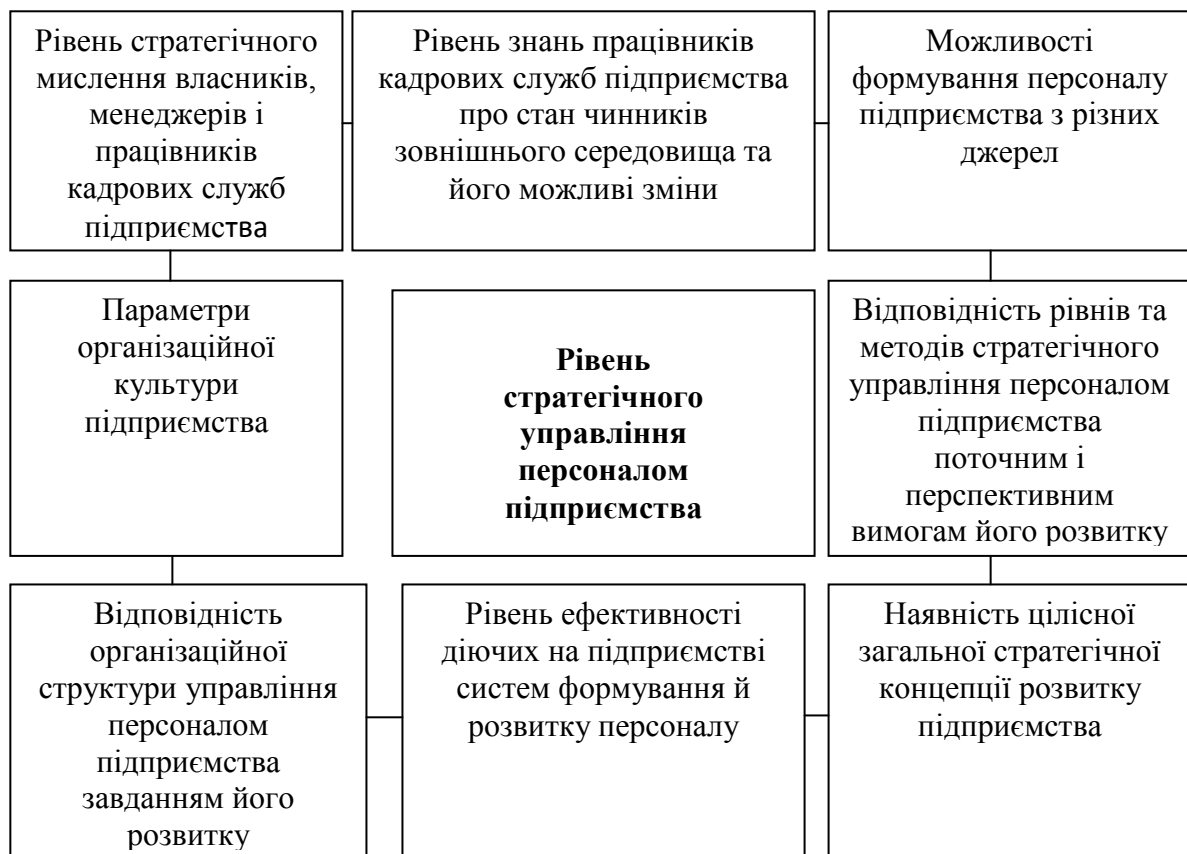 Рівень стратегічного
мислення власників,
менеджерів і
працівників
кадрових служб
підприємства
Рівень знань працівників
кадрових служб підприємства
про стан чинників
зовнішнього середовища та
його можливі зміни
Можливості
формування персоналу
підприємства з різних
джерел
Параметри
організаційної
культури
підприємства
Рівень
стратегічного
управління
персоналом
підприємства
Відповідність рівнів та
методів стратегічного
управління персоналом
підприємства
поточним і
перспективним
вимогам його розвитку
Відповідність
організаційної
структури управління
персоналом
підприємства
завданням його
розвитку
Рівень ефективності
діючих на підприємстві
систем формування й
розвитку персоналу
Наявність цілісної
загальної стратегічної
концепції розвитку
підприємства